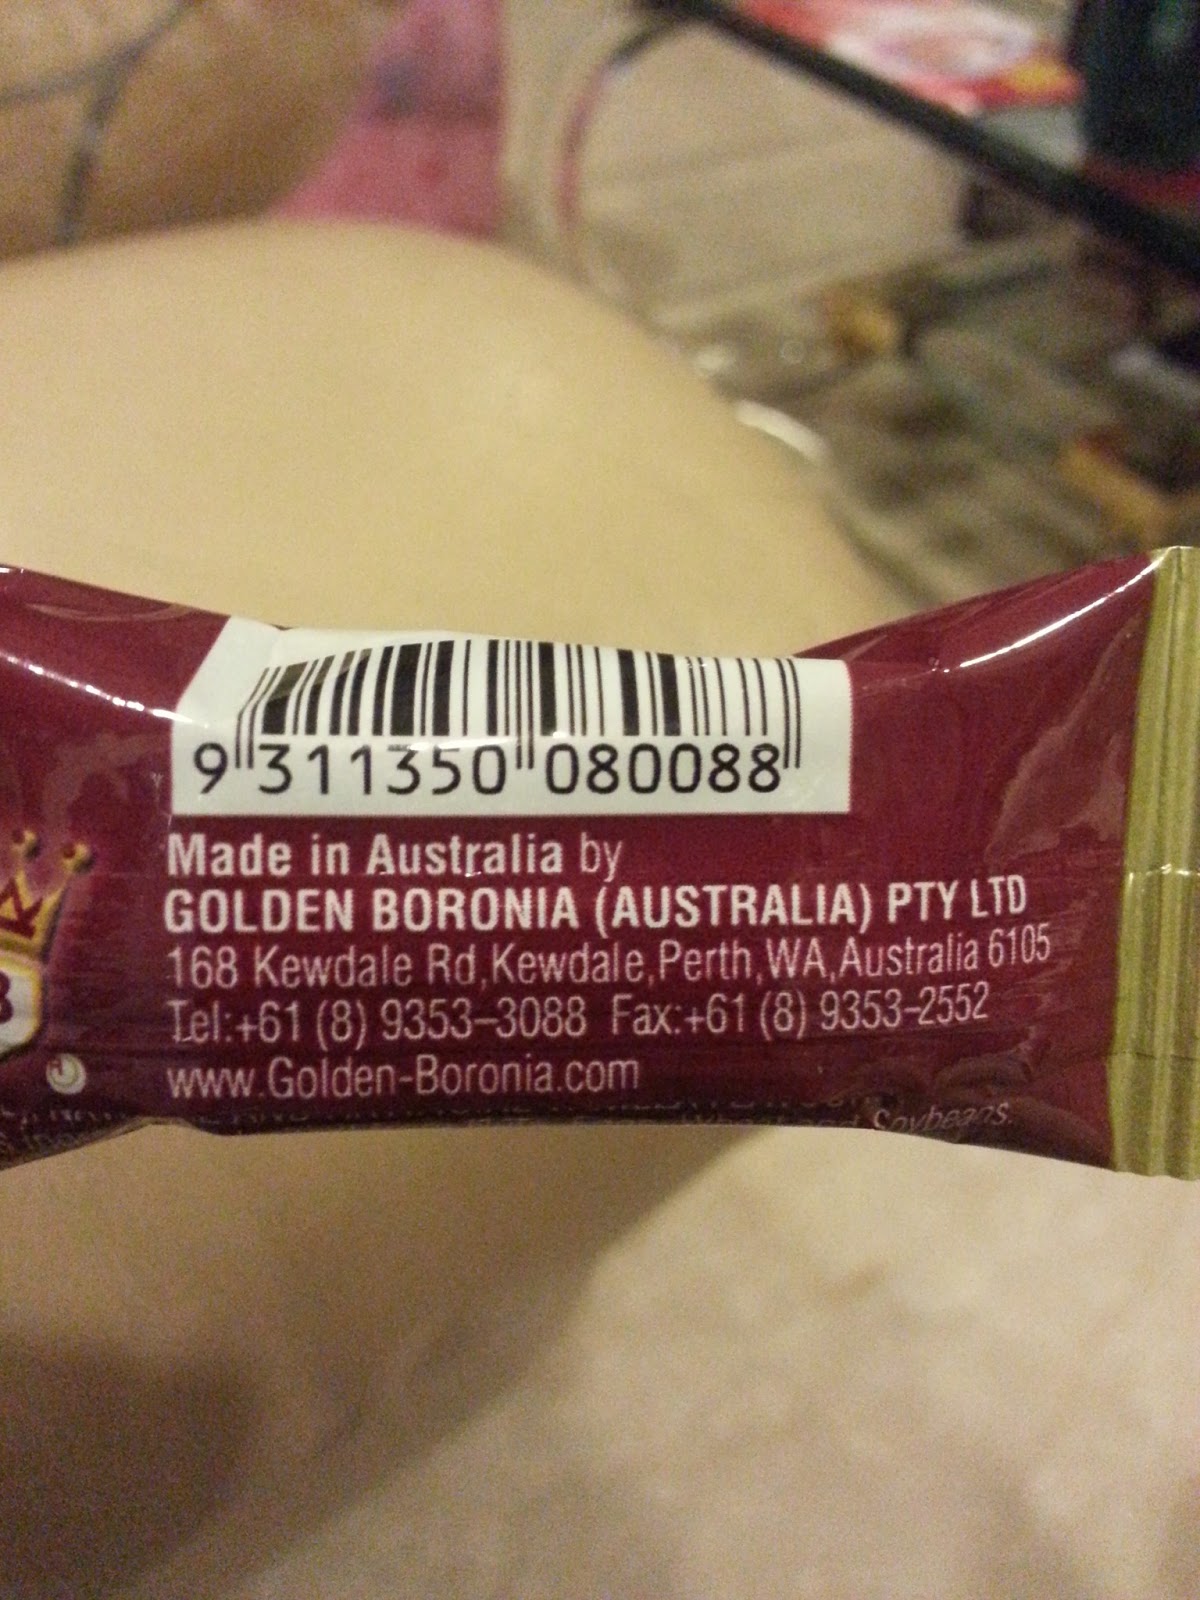 9 311350 080088
Made in Australia by
GOLDEN BORONIA (AUSTRALIA) PTY LTD
168 Kewdale Rd,Kewdale,Perth,WA,Australia 6105
Tel:+61 (8) 9353-3088 Fax:+61 (8) 9353-2552
www.Golden-Boronia.com
Soybeans.